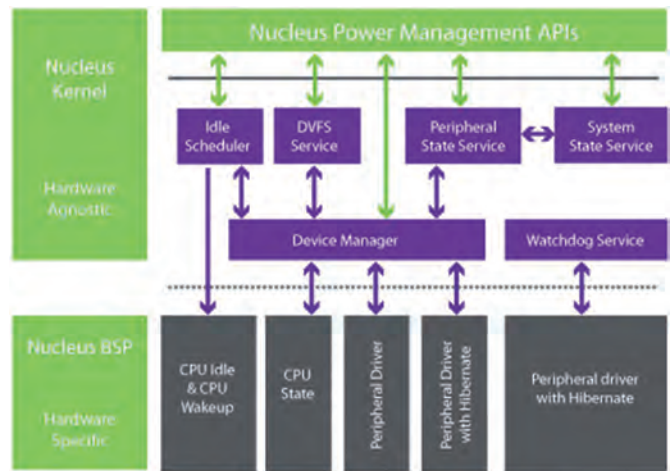 Nucleus Power Management APIs
Nucleus
Kernel
Hardware
Agnostic
Idle
Scheduler
DVFS
Service
Peripheral
State Service
System
State Service
Device Manager
Watchdog Service
Nucleus BSP
Hardware
Specific
CPU Idle
& CPU
Wakeup
CPU
State
Peripheral Driver
Peripheral Driver
with Hibernate
Peripheral driver
with Hibernate